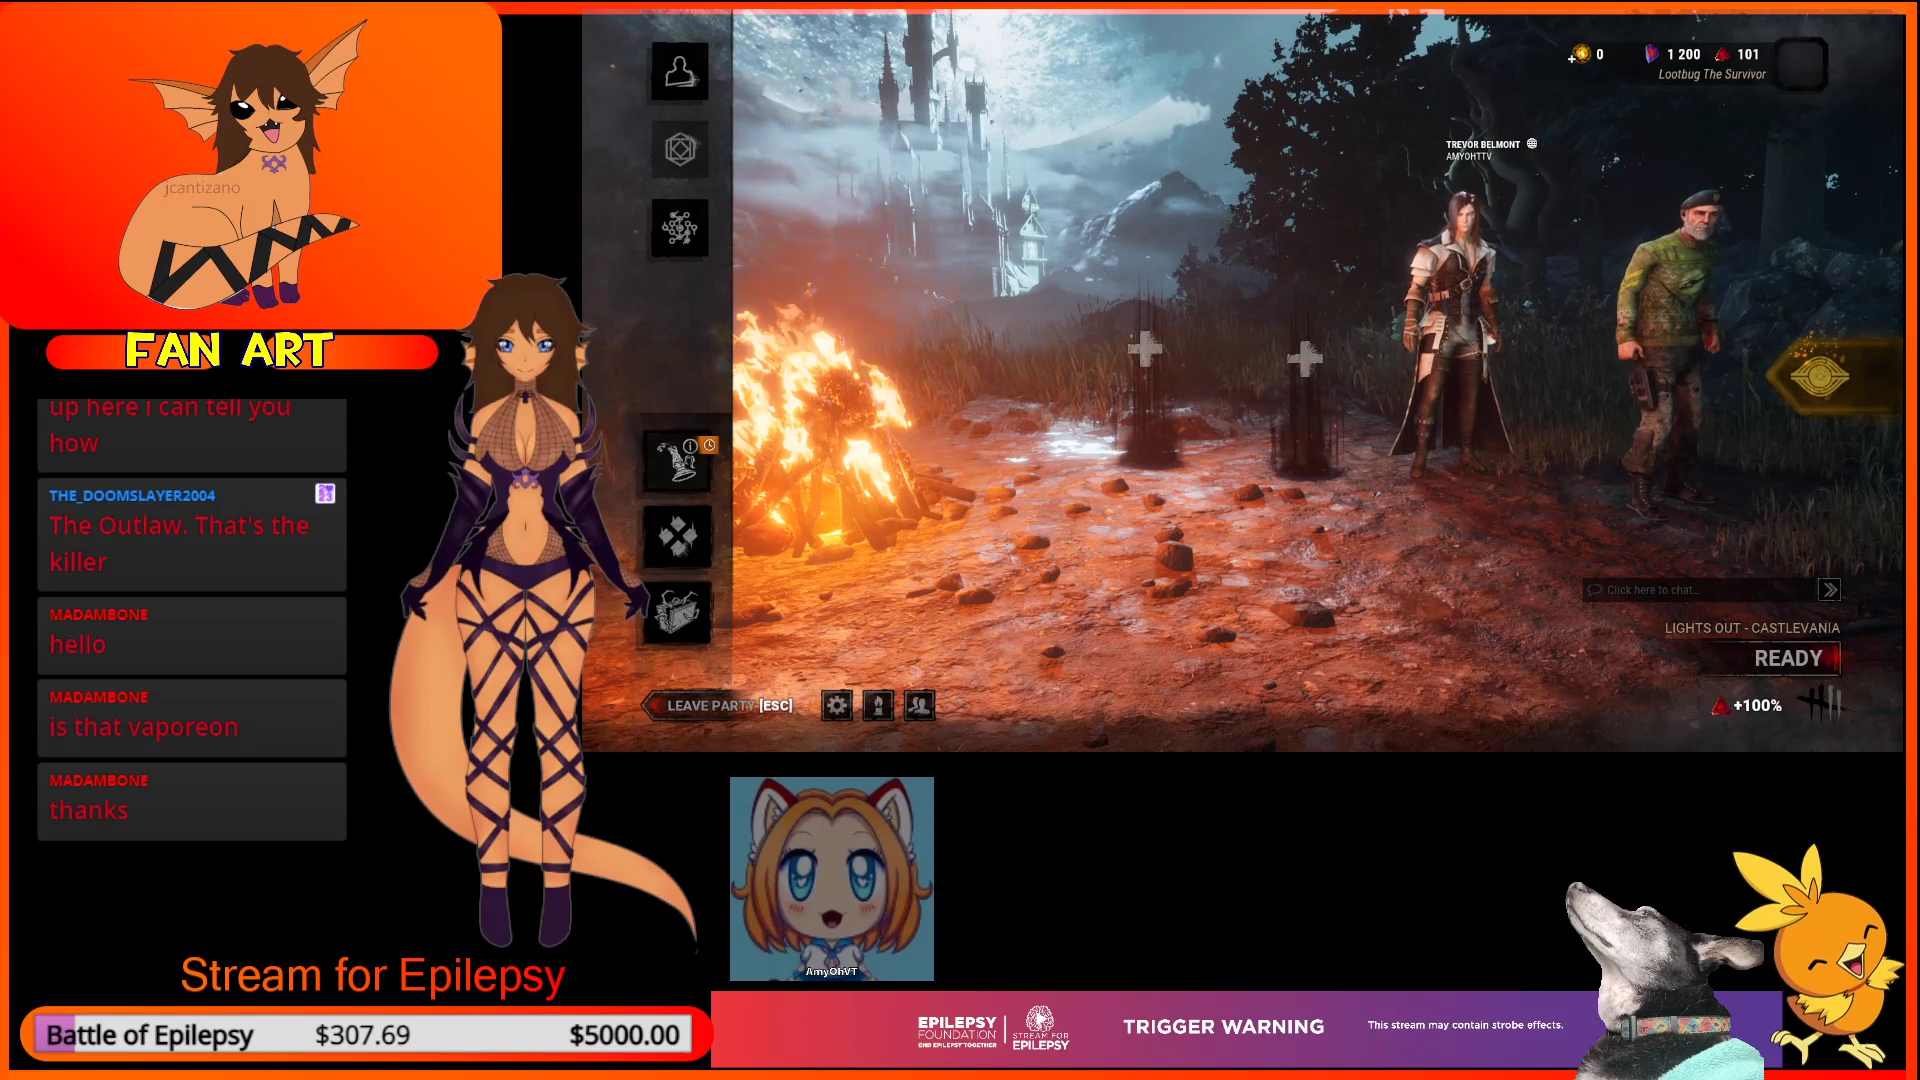 jcantizano
FAN ART
up here i can tell you
how
THE_DOOMSLAYER2004
The Outlaw. That's the
killer
MADAMBONE
hello
MADAMBONE
is that vaporeon
MADAMBONE
thanks
Stream for Epilepsy
Battle of Epilepsy $307.69 $5000.00
0 1 200 101
Lootbug The Survivor
TREVOR BELMONT
AMYOHTTV
Click here to chat...
LIGHTS OUT - CASTLEVANIA
READY
+100%
LEAVE PARTY [ESC]
AmyOhVT
EPILEPSY
FOUNDATION
END EPILEPSY TOGETHER
STREAM FOR
EPILEPSY
TRIGGER WARNING
This stream may contain strobe effects.